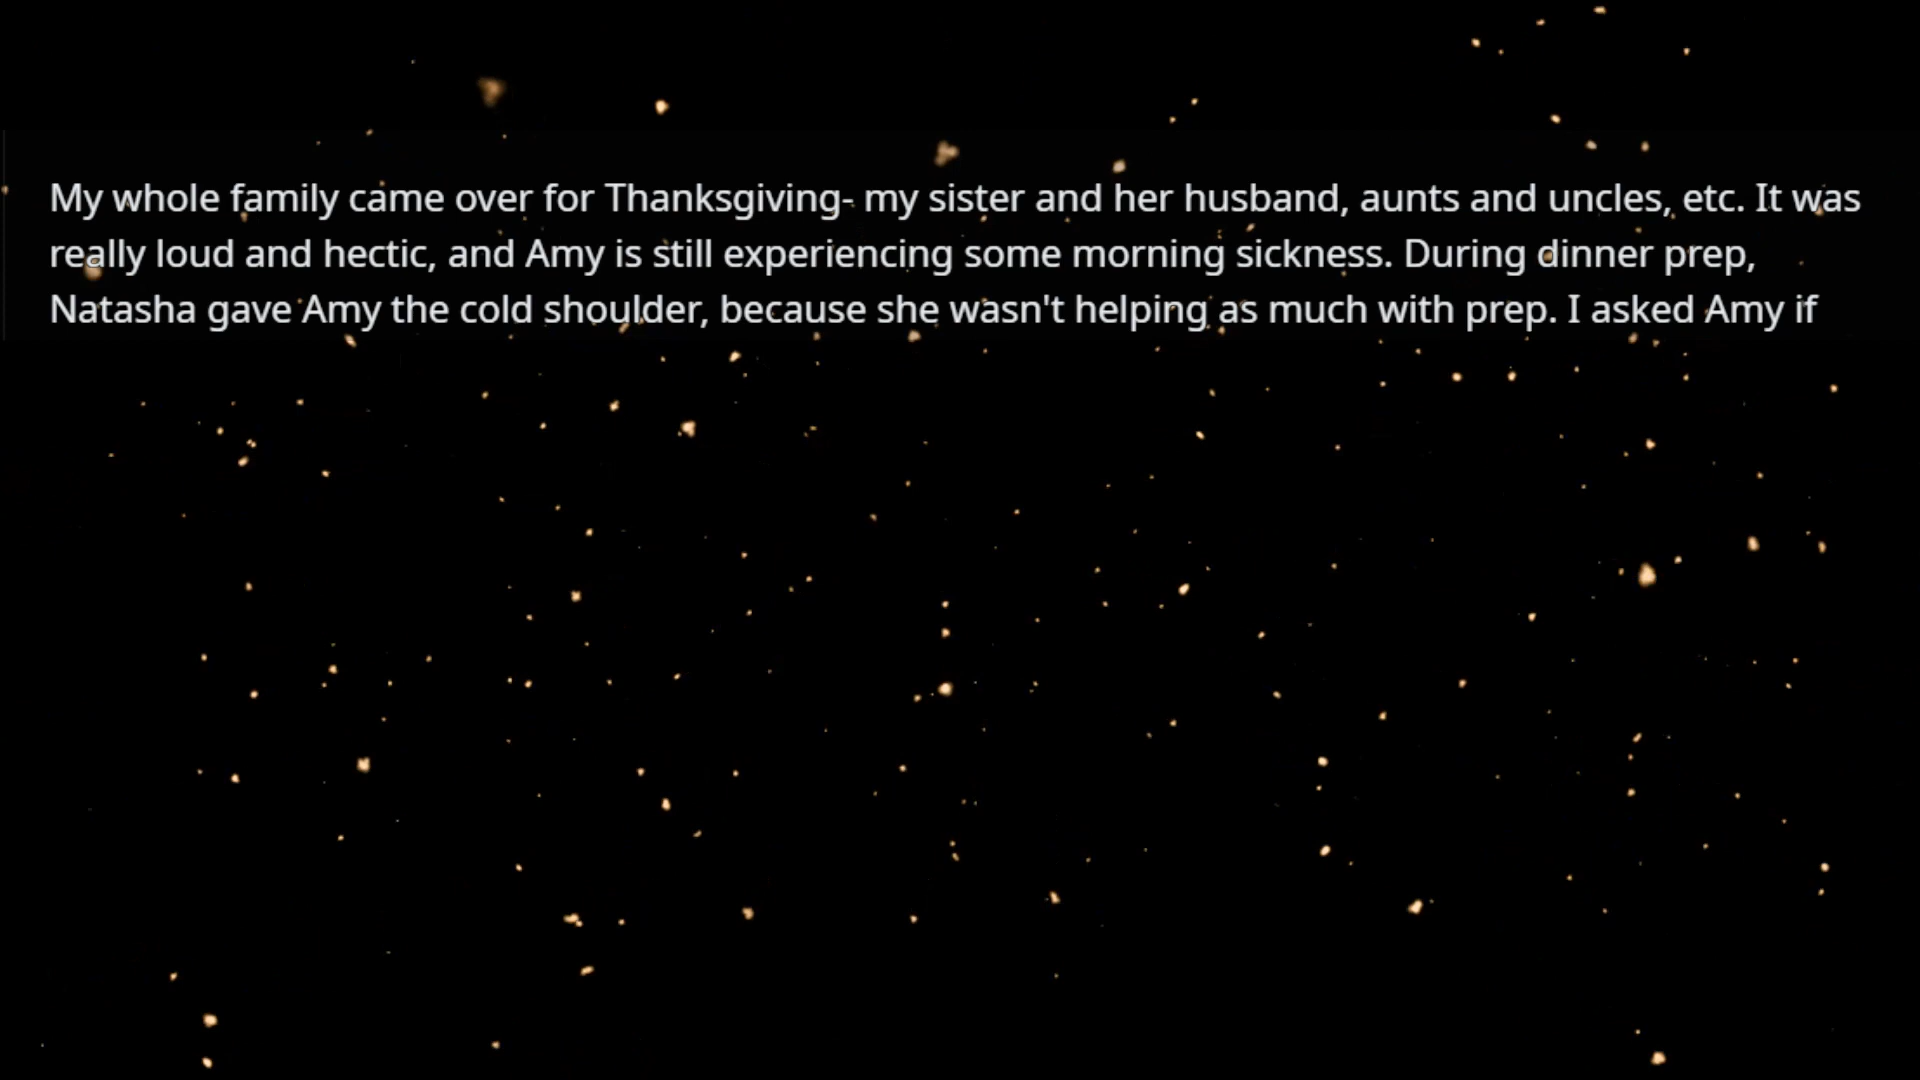 My whole family came over for Thanksgiving- my sister and her husband, aunts and uncles, etc. It was
really loud and hectic, and Amy is still experiencing some morning sickness. During dinner prep,
Natasha gave Amy the cold shoulder, because she wasn't helping as much with prep. I asked Amy if